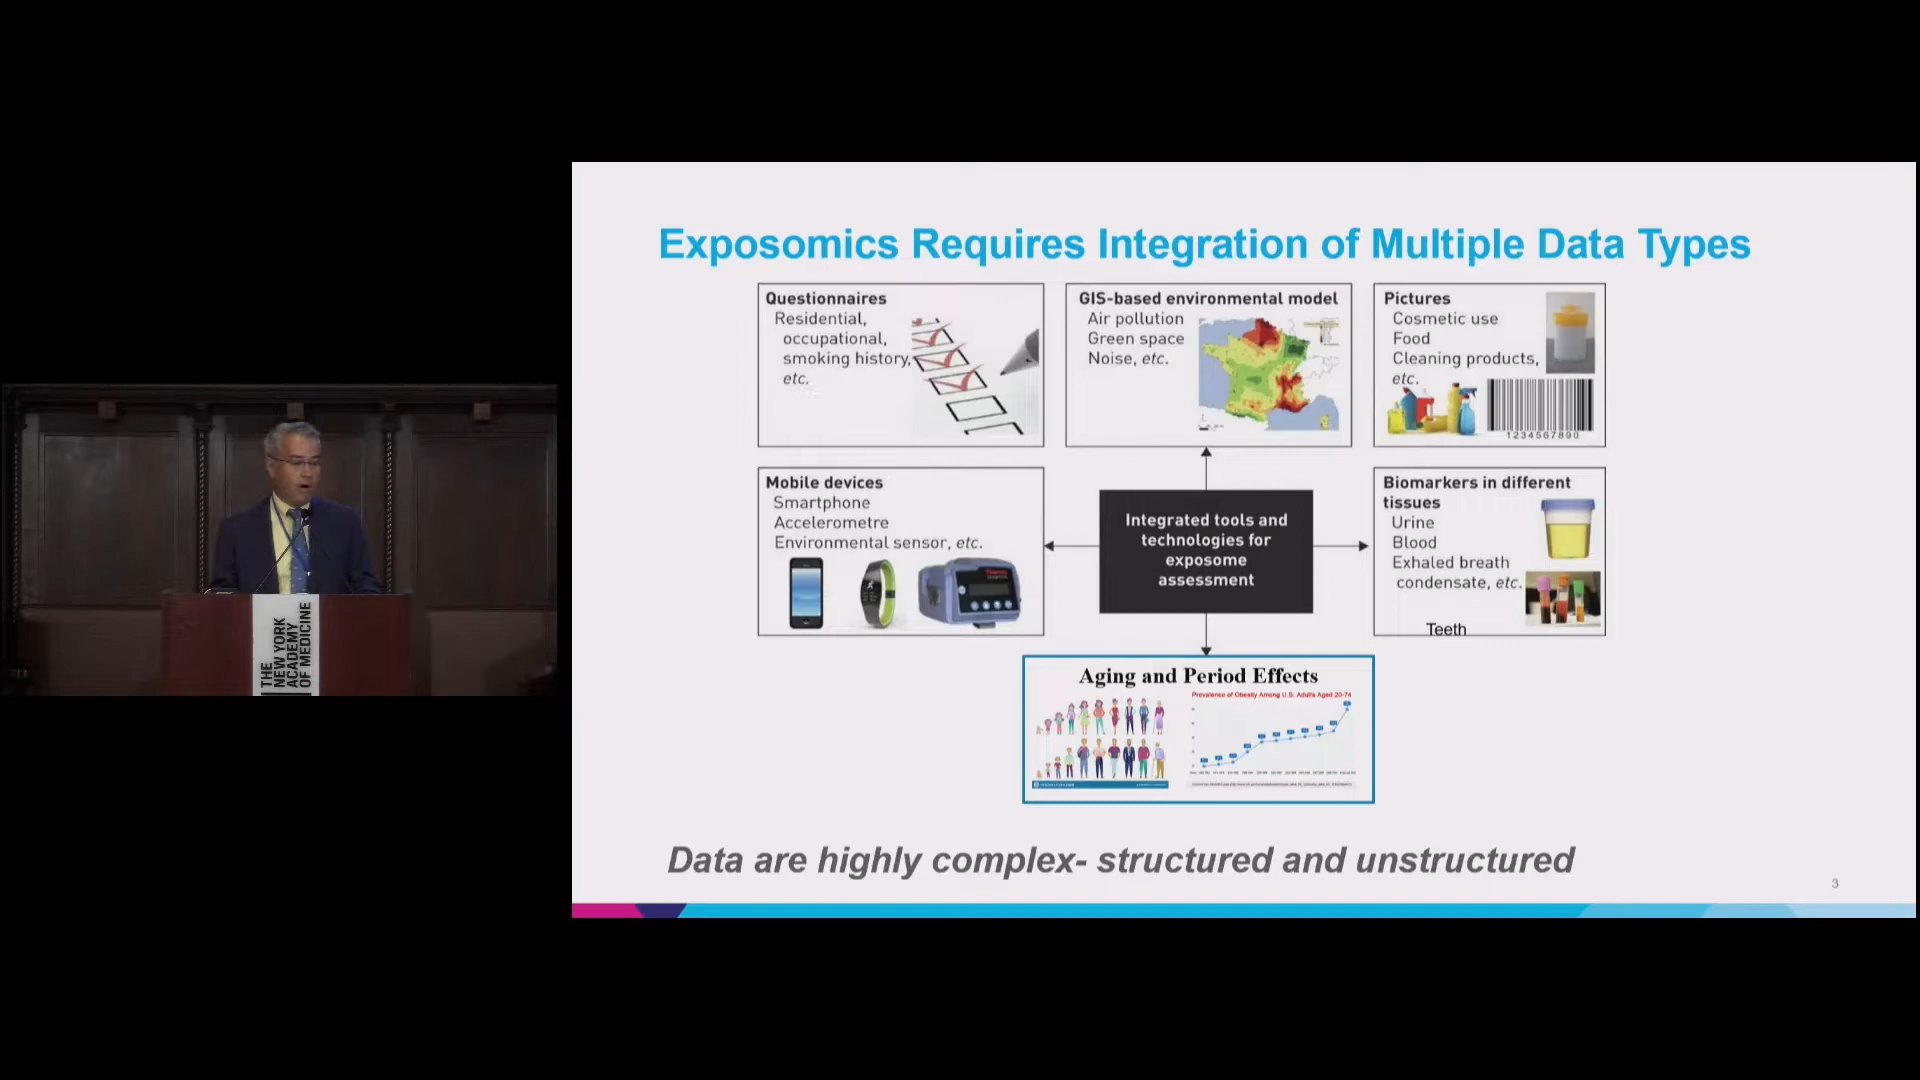 Exposomics Requires Integration of Multiple Data Types
Questionnaires
Residential,
occupational,
smoking history,
etc.
GIS-based environmental model
Air pollution
Green space
Noise, etc.
Pictures
Cosmetic use
Food
Cleaning products,
etc.
1234567890
Mobile devices
Smartphone
Accelerometre
Environmental sensor, etc.
Integrated tools and
technologies for
exposome
assessment
Biomarkers in different
tissues
Urine
Blood
Exhaled breath
condensate, etc.
Teeth
Aging and Period Effects
Prevalence of Obesity Among U.S. Adults Aged 20-74
Data are highly complex- structured and unstructured
3
THE
NEW YORK
ACADEMY
OF MEDICINE